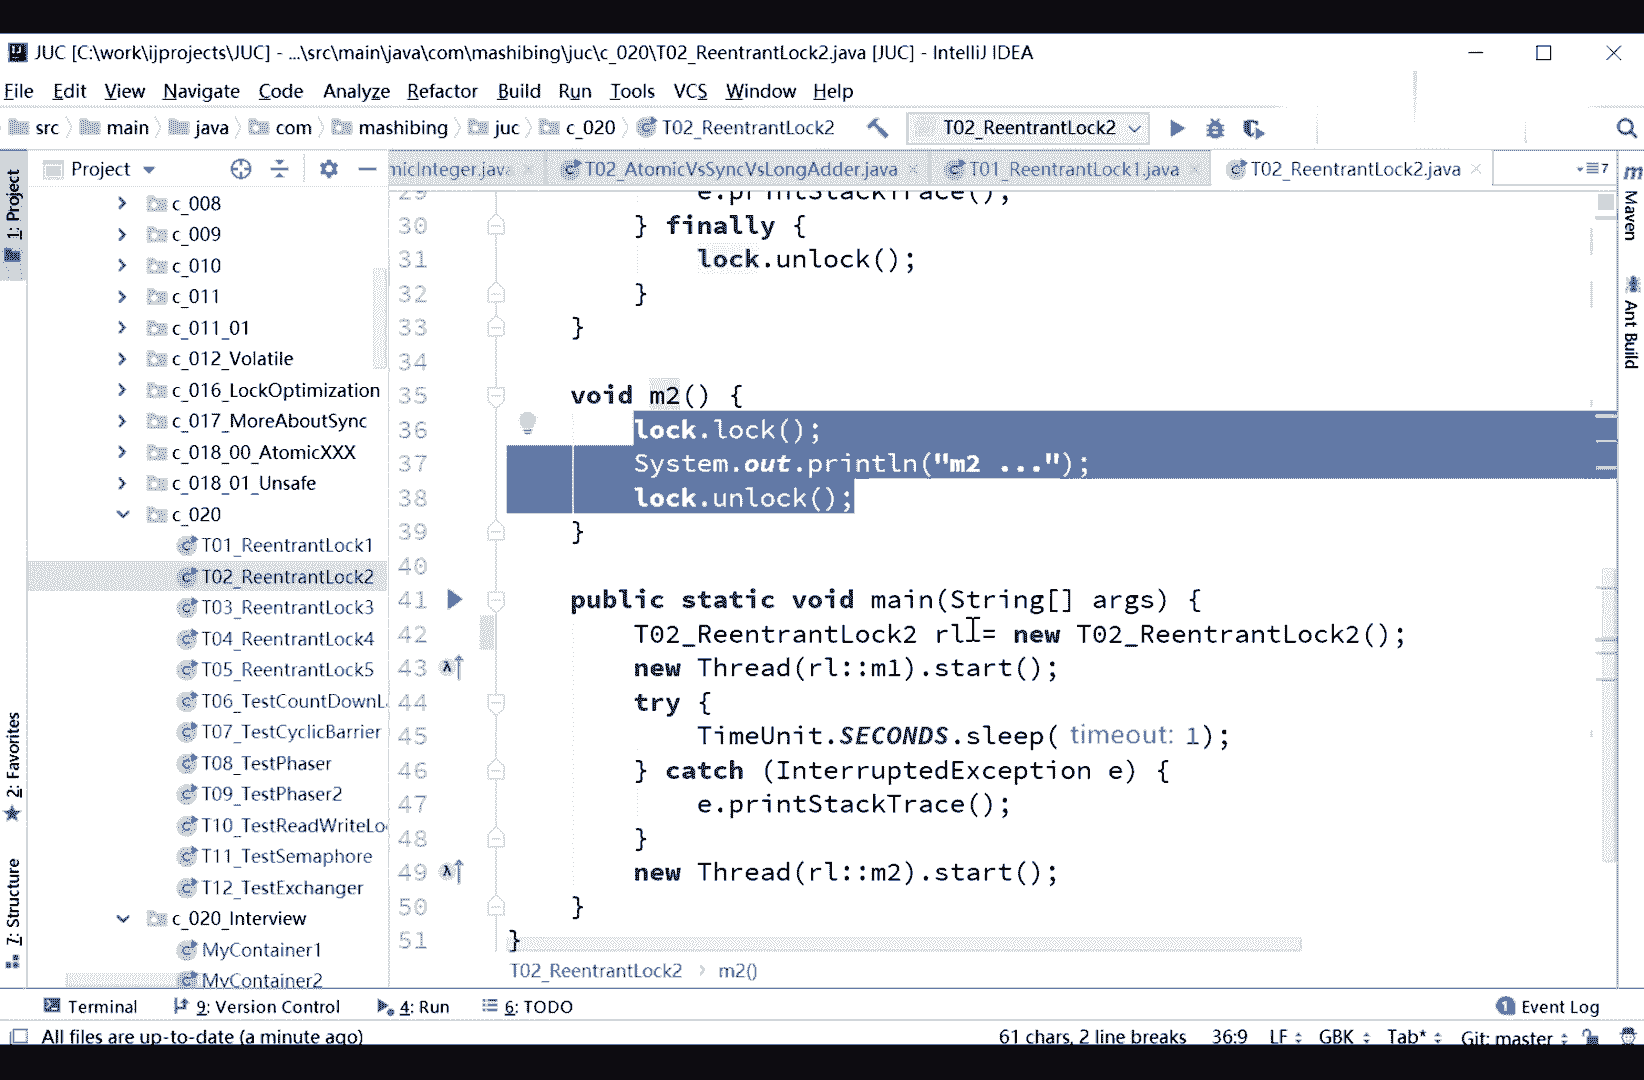 JUC [C:\work\ijprojects\JUC] - ...\src\main\java\com\mashibing\juc\c_020\T02_ReentrantLock2.java [JUC] - IntelliJ IDEA
File Edit View Navigate Code Analyze Refactor Build Run Tools VCS Window Help
src main java com mashibing juc c_020 T02_ReentrantLock2 T02_ReentrantLock2
Project micInteger.java T02_AtomicVsSyncVsLongAdder.java T01_ReentrantLock1.java T02_ReentrantLock2.java 7
1: Project
2: Favorites
7: Structure
c_008
c_009
c_010
c_011
c_011_01
c_012_Volatile
c_016_LockOptimization
c_017_MoreAboutSync
c_018_00_AtomicXXX
c_018_01_Unsafe
c_020
T01_ReentrantLock1
T02_ReentrantLock2
T03_ReentrantLock3
T04_ReentrantLock4
T05_ReentrantLock5
T06_TestCountDownL
T07_TestCyclicBarrier
T08_TestPhaser
T09_TestPhaser2
T10_TestReadWriteLo
T11_TestSemaphore
T12_TestExchanger
c_020_Interview
MyContainer1
MyContainer2
29 e.printStackTrace();
30 } finally {
31 lock.unlock();
32 }
33 }
34
35 void m2() {
36 lock.lock();
37 System.out.println("m2 ...");
38 lock.unlock();
39 }
40
41 public static void main(String[] args) {
42 T02_ReentrantLock2 rl = new T02_ReentrantLock2();
43 new Thread(rl::m1).start();
44 try {
45 TimeUnit.SECONDS.sleep( timeout: 1);
46 } catch (InterruptedException e) {
47 e.printStackTrace();
48 }
49 new Thread(rl::m2).start();
50 }
51 }
T02_ReentrantLock2 m2()
m Maven
Ant Build
Terminal 9: Version Control 4: Run 6: TODO 1 Event Log
All files are up-to-date (a minute ago) 61 chars, 2 line breaks 36:9 LF GBK Tab* Git: master